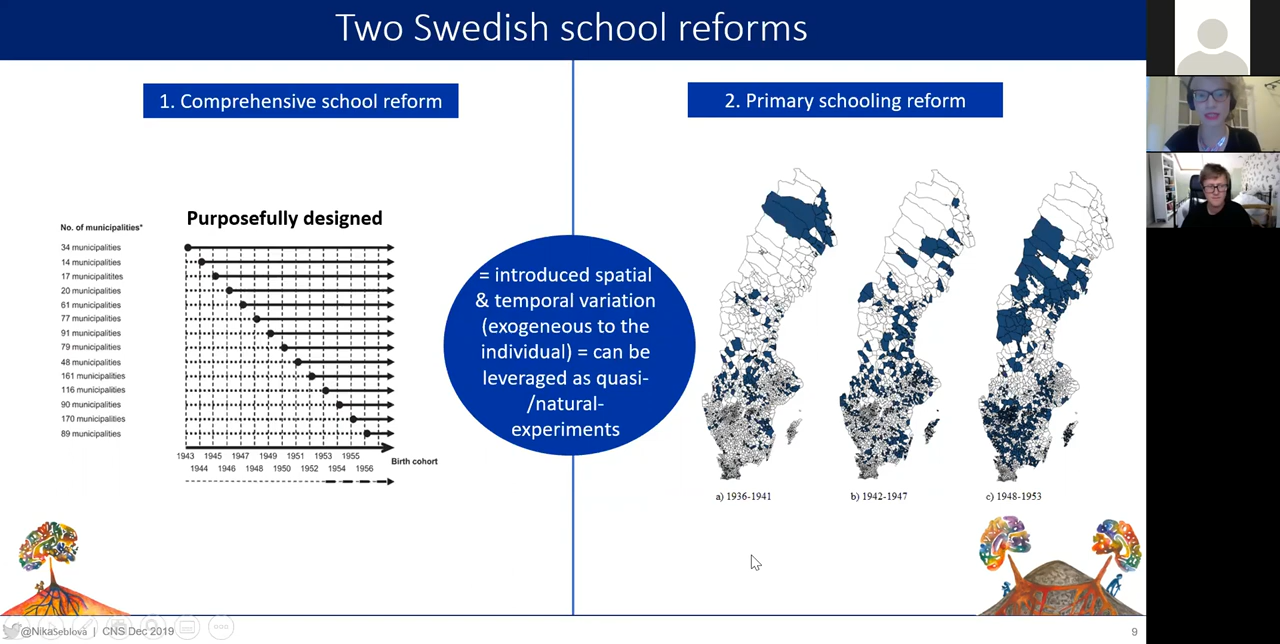 Two Swedish school reforms
1. Comprehensive school reform
2. Primary schooling reform
Purposefully designed
No. of municipalities*
34 municipalities
14 municipalities
17 municipalitites
20 municipalities
61 municipalities
77 municipalities
91 municipalities
79 municipalities
48 municipalities
161 municipalities
116 municipalities
90 municipalities
170 municipalities
89 municipalities
1943 1945 1947 1949 1951 1953 1955
1944 1946 1948 1950 1952 1954 1956
Birth cohort
= introduced spatial
& temporal variation
(exogeneous to the
individual) = can be
leveraged as quasi-
/natural-
experiments
a) 1936-1941
b) 1942-1947
c) 1948-1953
@NikaSeblova | CNS Dec 2019
9